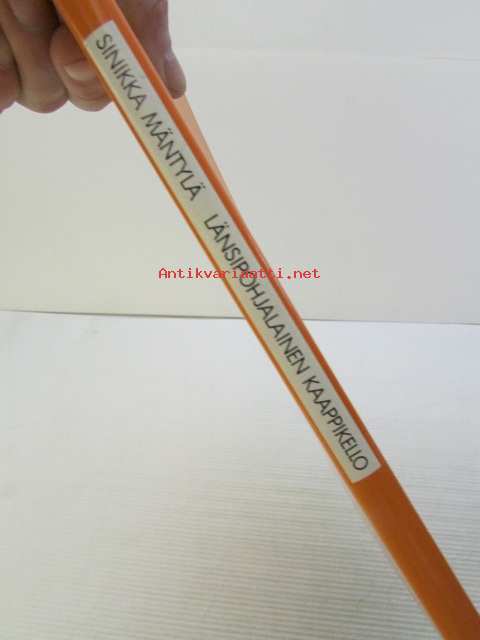 SINIKKA MÄNTYLÄ LÄNSIPOHJALAINEN KAAPPIKELLO
Antikvariaatti.net